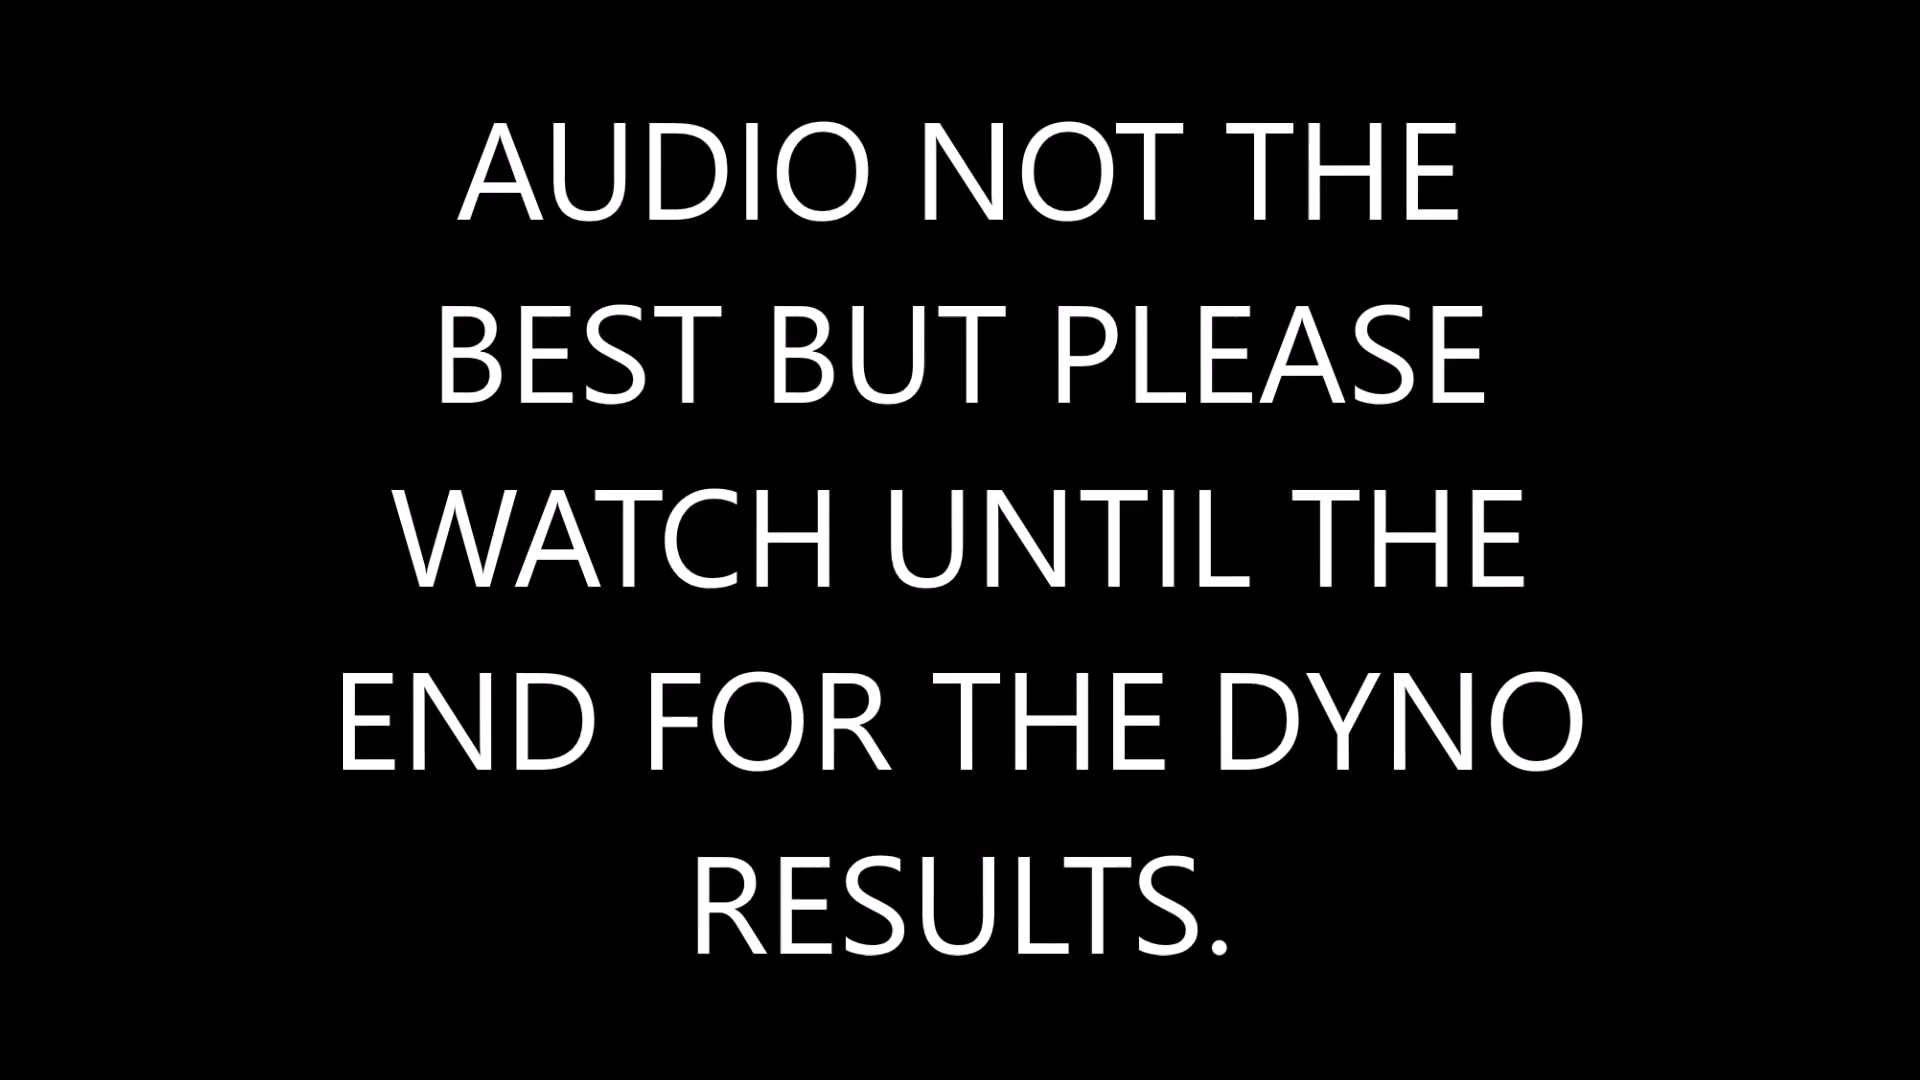 AUDIO NOT THE
BEST BUT PLEASE
WATCH UNTIL THE
END FOR THE DYNO
RESULTS.